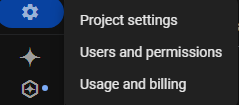 Project settings
Users and permissions
Usage and billing